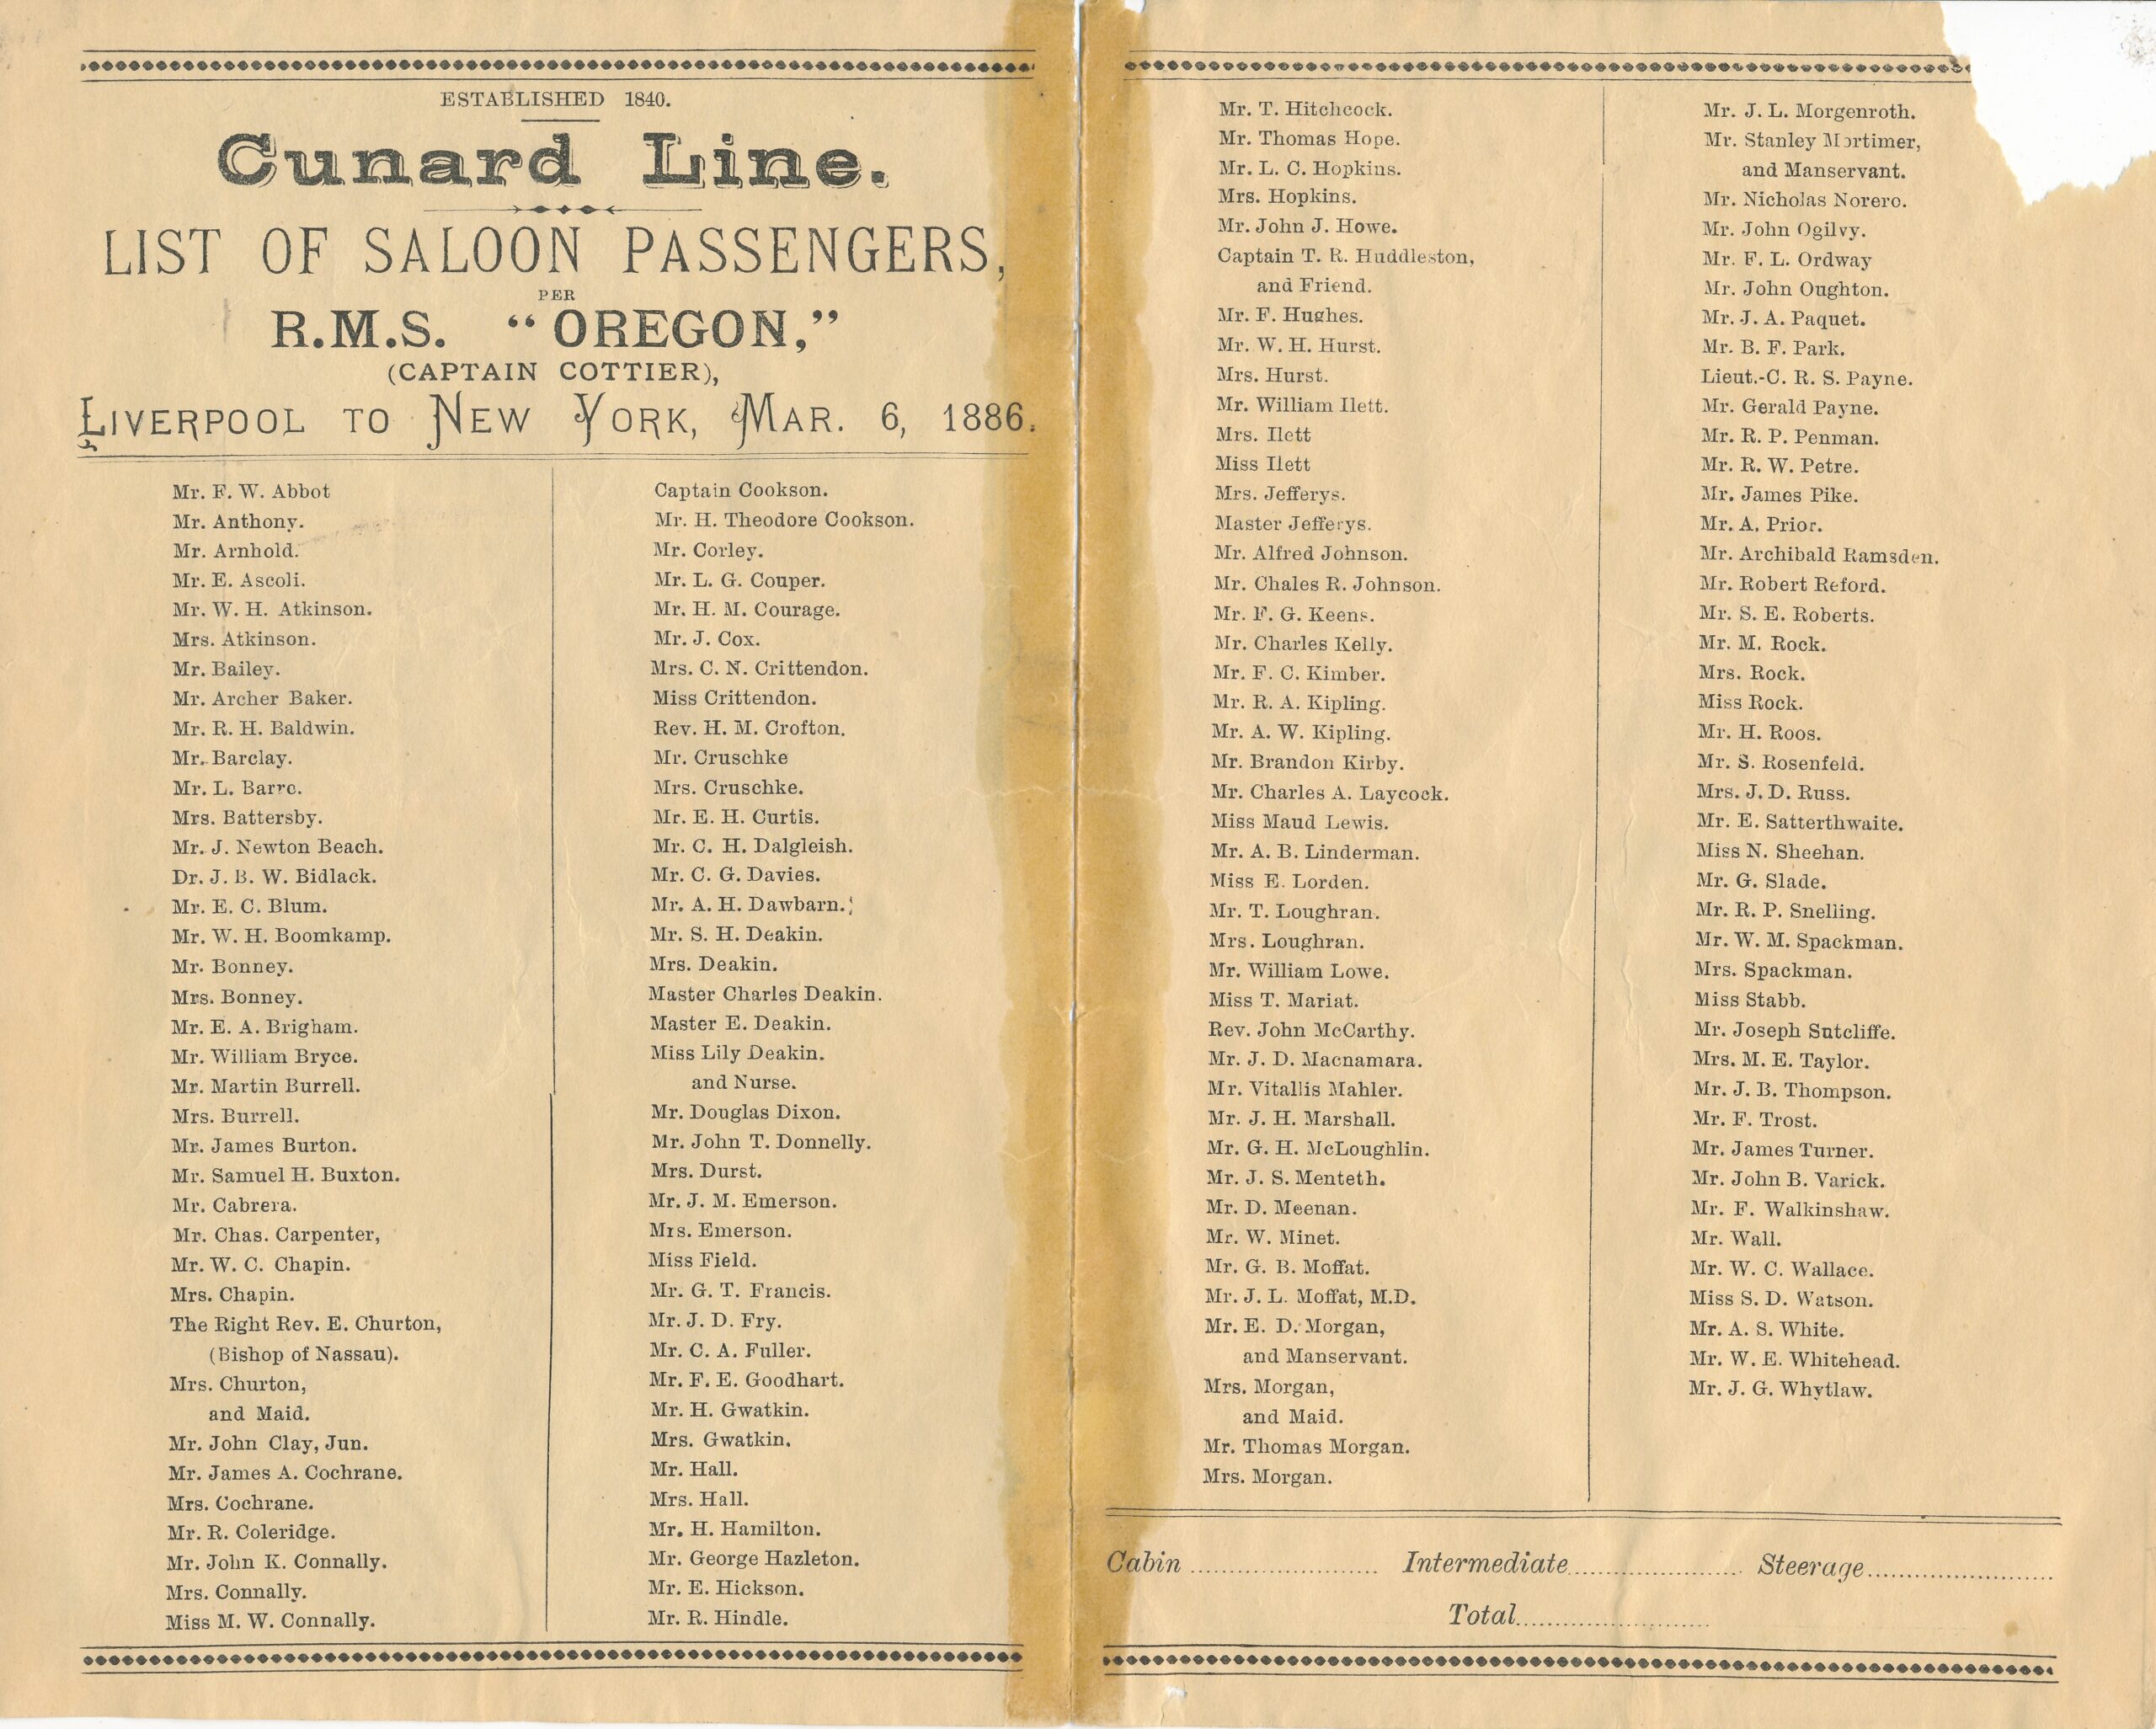 ESTABLISHED 1840.
Cunard Line.
LIST OF SALOON PASSENGERS,
PER
R.M.S. “OREGON,”
(CAPTAIN COTTIER),
LIVERPOOL TO NEW YORK, MAR. 6, 1886.
Mr. F. W. Abbot
Mr. Anthony.
Mr. Arnhold.
Mr. E. Ascoli.
Mr. W. H. Atkinson.
Mrs. Atkinson.
Mr. Bailey.
Mr. Archer Baker.
Mr. R. H. Baldwin.
Mr. Barclay.
Mr. L. Barre.
Mrs. Battersby.
Mr. J. Newton Beach.
Dr. J. B. W. Bidlack.
Mr. E. C. Blum.
Mr. W. H. Boomkamp.
Mr. Bonney.
Mrs. Bonney.
Mr. E. A. Brigham.
Mr. William Bryce.
Mr. Martin Burrell.
Mrs. Burrell.
Mr. James Burton.
Mr. Samuel H. Buxton.
Mr. Cabrera.
Mr. Chas. Carpenter,
Mr. W. C. Chapin.
Mrs. Chapin.
The Right Rev. E. Churton,
(Bishop of Nassau).
Mrs. Churton,
and Maid.
Mr. John Clay, Jun.
Mr. James A. Cochrane.
Mrs. Cochrane.
Mr. R. Coleridge.
Mr. John K. Connally.
Mrs. Connally.
Miss M. W. Connally.
Captain Cookson.
Mr. H. Theodore Cookson.
Mr. Corley.
Mr. L. G. Couper.
Mr. H. M. Courage.
Mr. J. Cox.
Mrs. C. N. Crittendon.
Miss Crittendon.
Rev. H. M. Crofton.
Mr. Cruschke
Mrs. Cruschke.
Mr. E. H. Curtis.
Mr. C. H. Dalgleish.
Mr. C. G. Davies.
Mr. A. H. Dawbarn.
Mr. S. H. Deakin.
Mrs. Deakin.
Master Charles Deakin.
Master E. Deakin.
Miss Lily Deakin.
and Nurse.
Mr. Douglas Dixon.
Mr. John T. Donnelly.
Mrs. Durst.
Mr. J. M. Emerson.
Mrs. Emerson.
Miss Field.
Mr. G. T. Francis.
Mr. J. D. Fry.
Mr. C. A. Fuller.
Mr. F. E. Goodhart.
Mr. H. Gwatkin.
Mrs. Gwatkin.
Mr. Hall.
Mrs. Hall.
Mr. H. Hamilton.
Mr. George Hazleton.
Mr. E. Hickson.
Mr. R. Hindle.
Mr. T. Hitchcock.
Mr. Thomas Hope.
Mr. L. C. Hopkins.
Mrs. Hopkins.
Mr. John J. Howe.
Captain T. R. Huddleston,
and Friend.
Mr. F. Hughes.
Mr. W. H. Hurst.
Mrs. Hurst.
Mr. William Ilett.
Mrs. Ilett
Miss Ilett
Mrs. Jefferys.
Master Jefferys.
Mr. Alfred Johnson.
Mr. Chales R. Johnson.
Mr. F. G. Keens.
Mr. Charles Kelly.
Mr. F. C. Kimber.
Mr. R. A. Kipling.
Mr. A. W. Kipling.
Mr. Brandon Kirby.
Mr. Charles A. Laycock.
Miss Maud Lewis.
Mr. A. B. Linderman.
Miss E. Lorden.
Mr. T. Loughran.
Mrs. Loughran.
Mr. William Lowe.
Miss T. Mariat.
Rev. John McCarthy.
Mr. J. D. Macnamara.
Mr. Vitallis Mahler.
Mr. J. H. Marshall.
Mr. G. H. McLoughlin.
Mr. J. S. Menteth.
Mr. D. Meenan.
Mr. W. Minet.
Mr. G. B. Moffat.
Mr. J. L. Moffat, M.D.
Mr. E. D. Morgan,
and Manservant.
Mrs. Morgan,
and Maid.
Mr. Thomas Morgan.
Mrs. Morgan.
Mr. J. L. Morgenroth.
Mr. Stanley Mortimer,
and Manservant.
Mr. Nicholas Norero.
Mr. John Ogilvy.
Mr. F. L. Ordway
Mr. John Oughton.
Mr. J. A. Paquet.
Mr. B. F. Park.
Lieut.-C. R. S. Payne.
Mr. Gerald Payne.
Mr. R. P. Penman.
Mr. R. W. Petre.
Mr. James Pike.
Mr. A. Prior.
Mr. Archibald Ramsden.
Mr. Robert Reford.
Mr. S. E. Roberts.
Mr. M. Rock.
Mrs. Rock.
Miss Rock.
Mr. H. Roos.
Mr. S. Rosenfeld.
Mrs. J. D. Russ.
Mr. E. Satterthwaite.
Miss N. Sheehan.
Mr. G. Slade.
Mr. R. P. Snelling.
Mr. W. M. Spackman.
Mrs. Spackman.
Miss Stabb.
Mr. Joseph Sutcliffe.
Mrs. M. E. Taylor.
Mr. J. B. Thompson.
Mr. F. Trost.
Mr. James Turner.
Mr. John B. Varick.
Mr. F. Walkinshaw.
Mr. Wall.
Mr. W. C. Wallace.
Miss S. D. Watson.
Mr. A. S. White.
Mr. W. E. Whitehead.
Mr. J. G. Whytlaw.
Cabin ........................ Intermediate........................ Steerage........................
Total........................